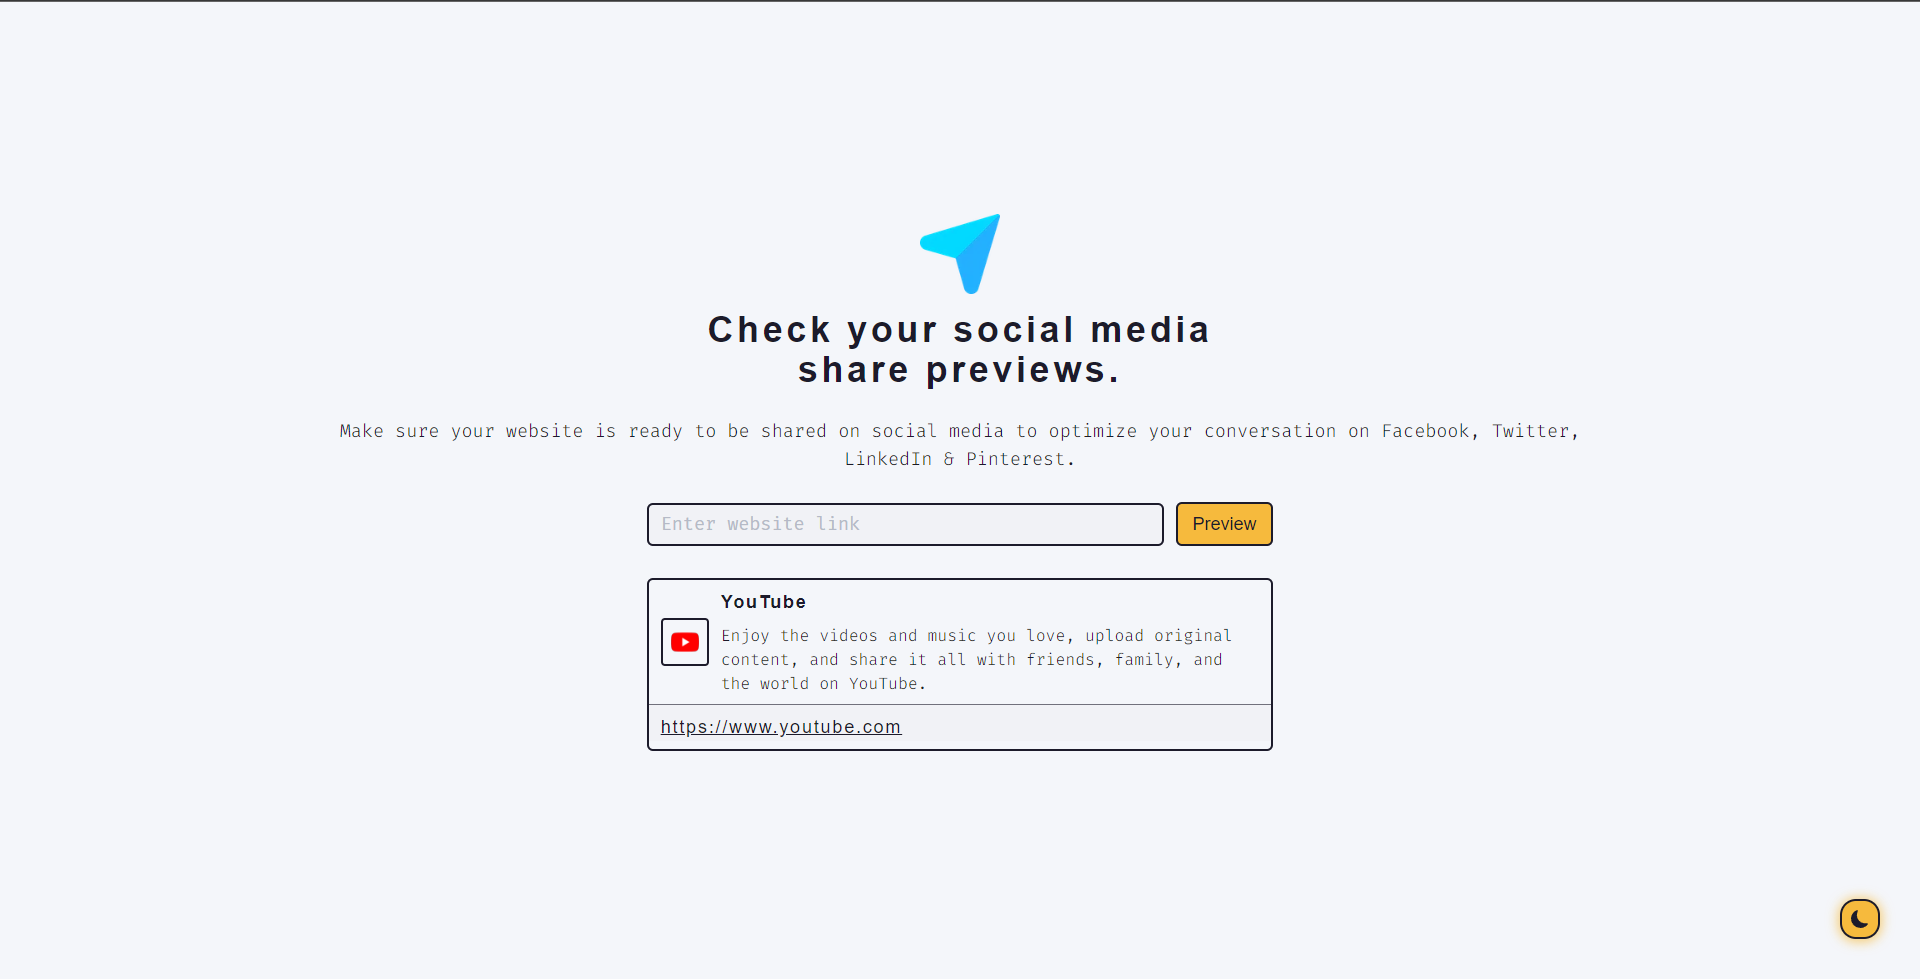 Check your social media
share previews.
Make sure your website is ready to be shared on social media to optimize your conversation on Facebook, Twitter,
LinkedIn & Pinterest.
Enter website link
Preview
YouTube
Enjoy the videos and music you love, upload original
content, and share it all with friends, family, and
the world on YouTube.
https://www.youtube.com